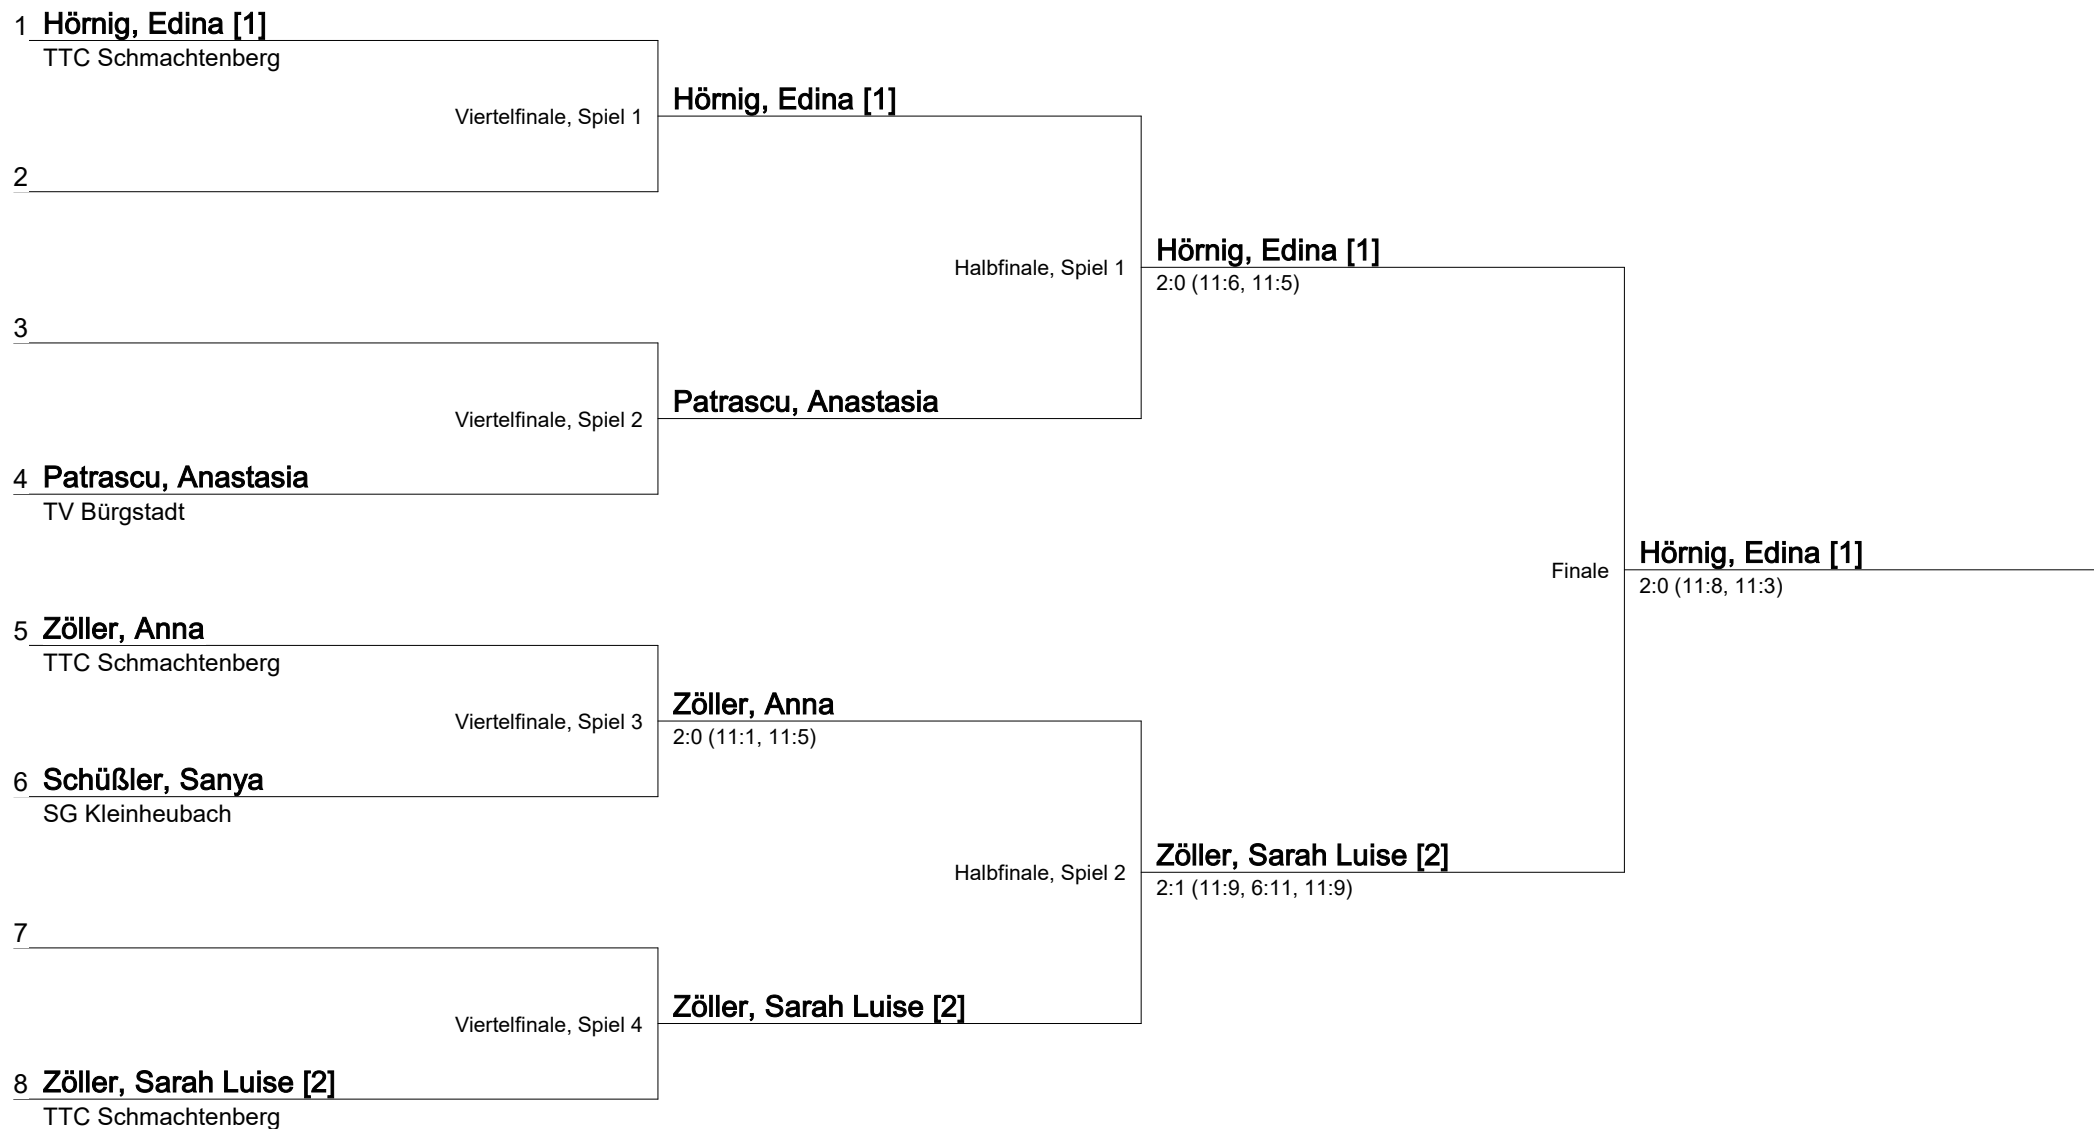 1 Hörnig, Edina [1]
TTC Schmachtenberg
Viertelfinale, Spiel 1
Hörnig, Edina [1]
2
Halbfinale, Spiel 1
Hörnig, Edina [1]
2:0 (11:6, 11:5)
3
Viertelfinale, Spiel 2
Patrascu, Anastasia
4 Patrascu, Anastasia
TV Bürgstadt
Finale
Hörnig, Edina [1]
2:0 (11:8, 11:3)
5 Zöller, Anna
TTC Schmachtenberg
Viertelfinale, Spiel 3
Zöller, Anna
2:0 (11:1, 11:5)
6 Schüßler, Sanya
SG Kleinheubach
Halbfinale, Spiel 2
Zöller, Sarah Luise [2]
2:1 (11:9, 6:11, 11:9)
7
Viertelfinale, Spiel 4
Zöller, Sarah Luise [2]
8 Zöller, Sarah Luise [2]
TTC Schmachtenberg